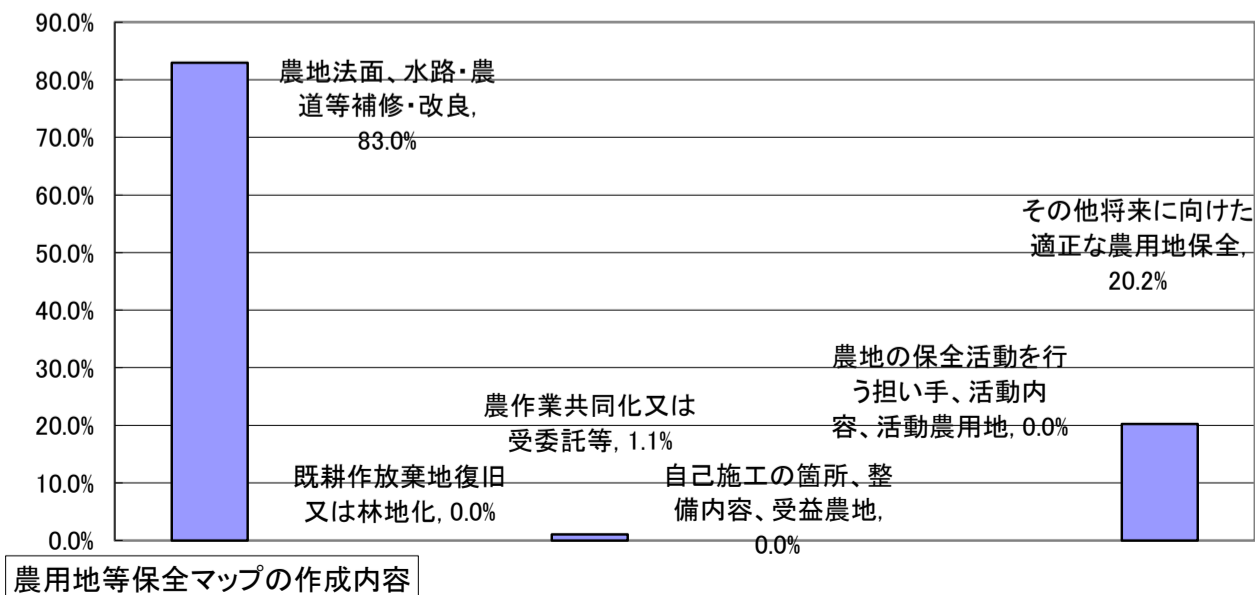 90.0%
80.0%
70.0%
60.0%
50.0%
40.0%
30.0%
20.0%
10.0%
0.0%
農地法面、水路・農
道等補修・改良,
83.0%
既耕作放棄地復旧
又は林地化, 0.0%
農作業共同化又は
受委託等, 1.1%
自己施工の箇所、整
備内容、受益農地,
0.0%
農地の保全活動を行
う担い手、活動内
容、活動農用地, 0.0%
その他将来に向けた
適正な農用地保全,
20.2%
農用地等保全マップの作成内容